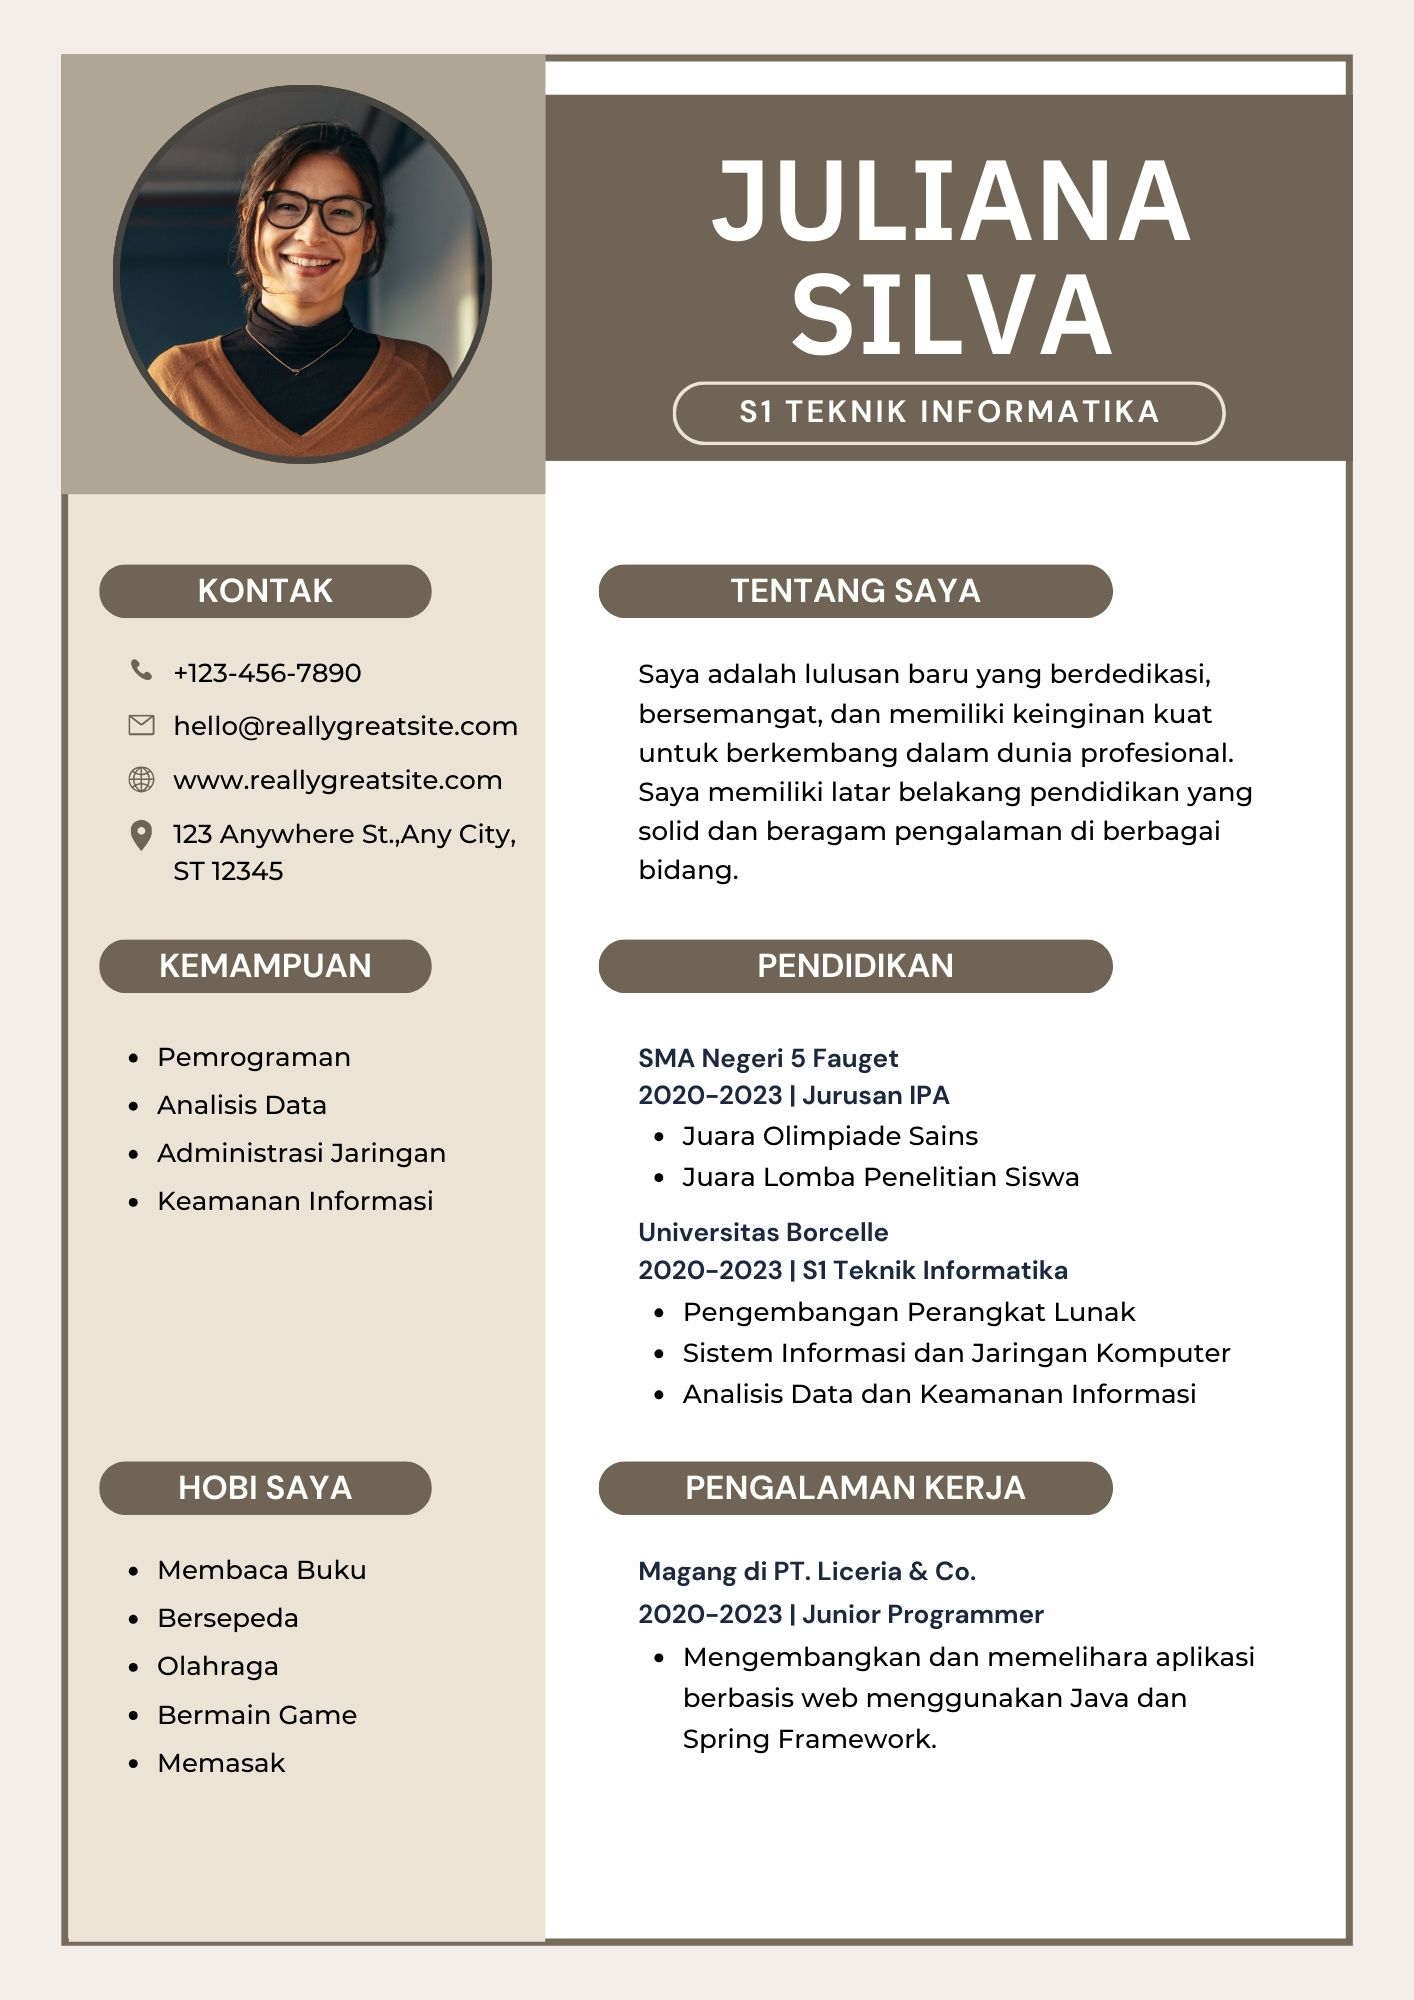 JULIANA
SILVA
S1 TEKNIK INFORMATIKA
KONTAK
+123-456-7890
hello@reallygreatsite.com
www.reallygreatsite.com
123 Anywhere St.,Any City,
ST 12345
KEMAMPUAN
Pemrograman
Analisis Data
Administrasi Jaringan
Keamanan Informasi
HOBI SAYA
Membaca Buku
Bersepeda
Olahraga
Bermain Game
Memasak
TENTANG SAYA
Saya adalah lulusan baru yang berdedikasi,
bersemangat, dan memiliki keinginan kuat
untuk berkembang dalam dunia profesional.
Saya memiliki latar belakang pendidikan yang
solid dan beragam pengalaman di berbagai
bidang.
PENDIDIKAN
SMA Negeri 5 Fauget
2020-2023 | Jurusan IPA
Juara Olimpiade Sains
Juara Lomba Penelitian Siswa
Universitas Borcelle
2020-2023 | S1 Teknik Informatika
Pengembangan Perangkat Lunak
Sistem Informasi dan Jaringan Komputer
Analisis Data dan Keamanan Informasi
PENGALAMAN KERJA
Magang di PT. Liceria & Co.
2020-2023 | Junior Programmer
Mengembangkan dan memelihara aplikasi
berbasis web menggunakan Java dan
Spring Framework.